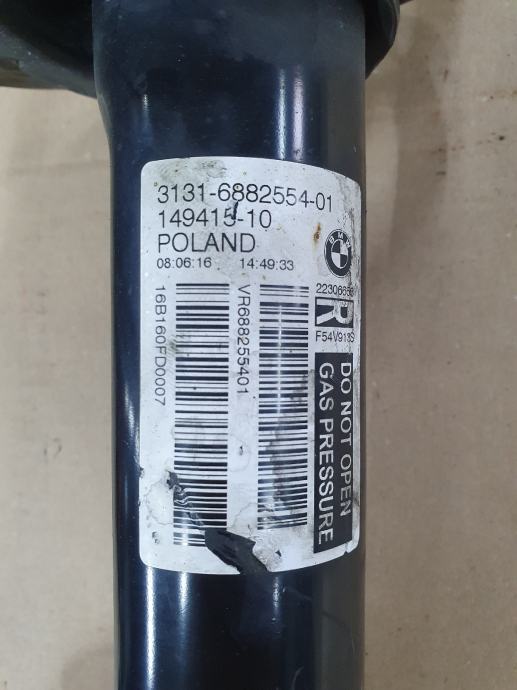 3131-6882554-01
149415-10
POLAND
08:06:16 14:49:33
BMW
R
16B160FD0007
VR688255401
DO NOT OPEN
GAS PRESSURE